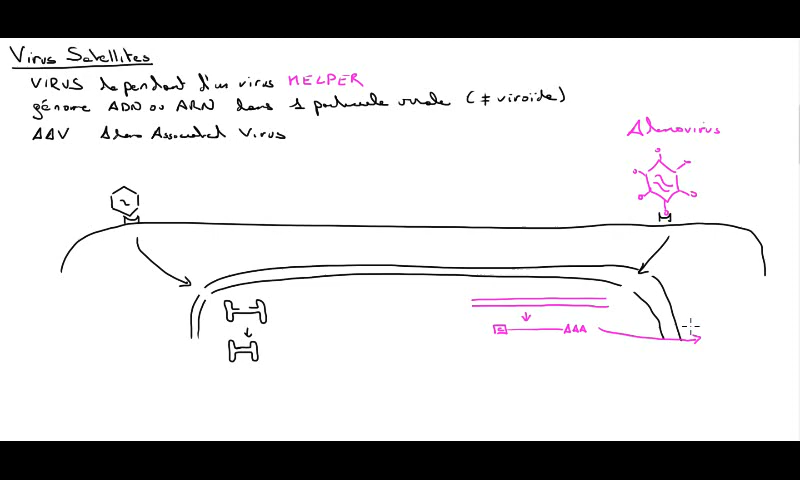 Virus Satellites
VIRUS dépendant d'un virus HELPER
génome ADN ou ARN dans 1 particule virale (≠ viroïde)
AAV Adeno Associated Virus
Adenovirus
C AAA